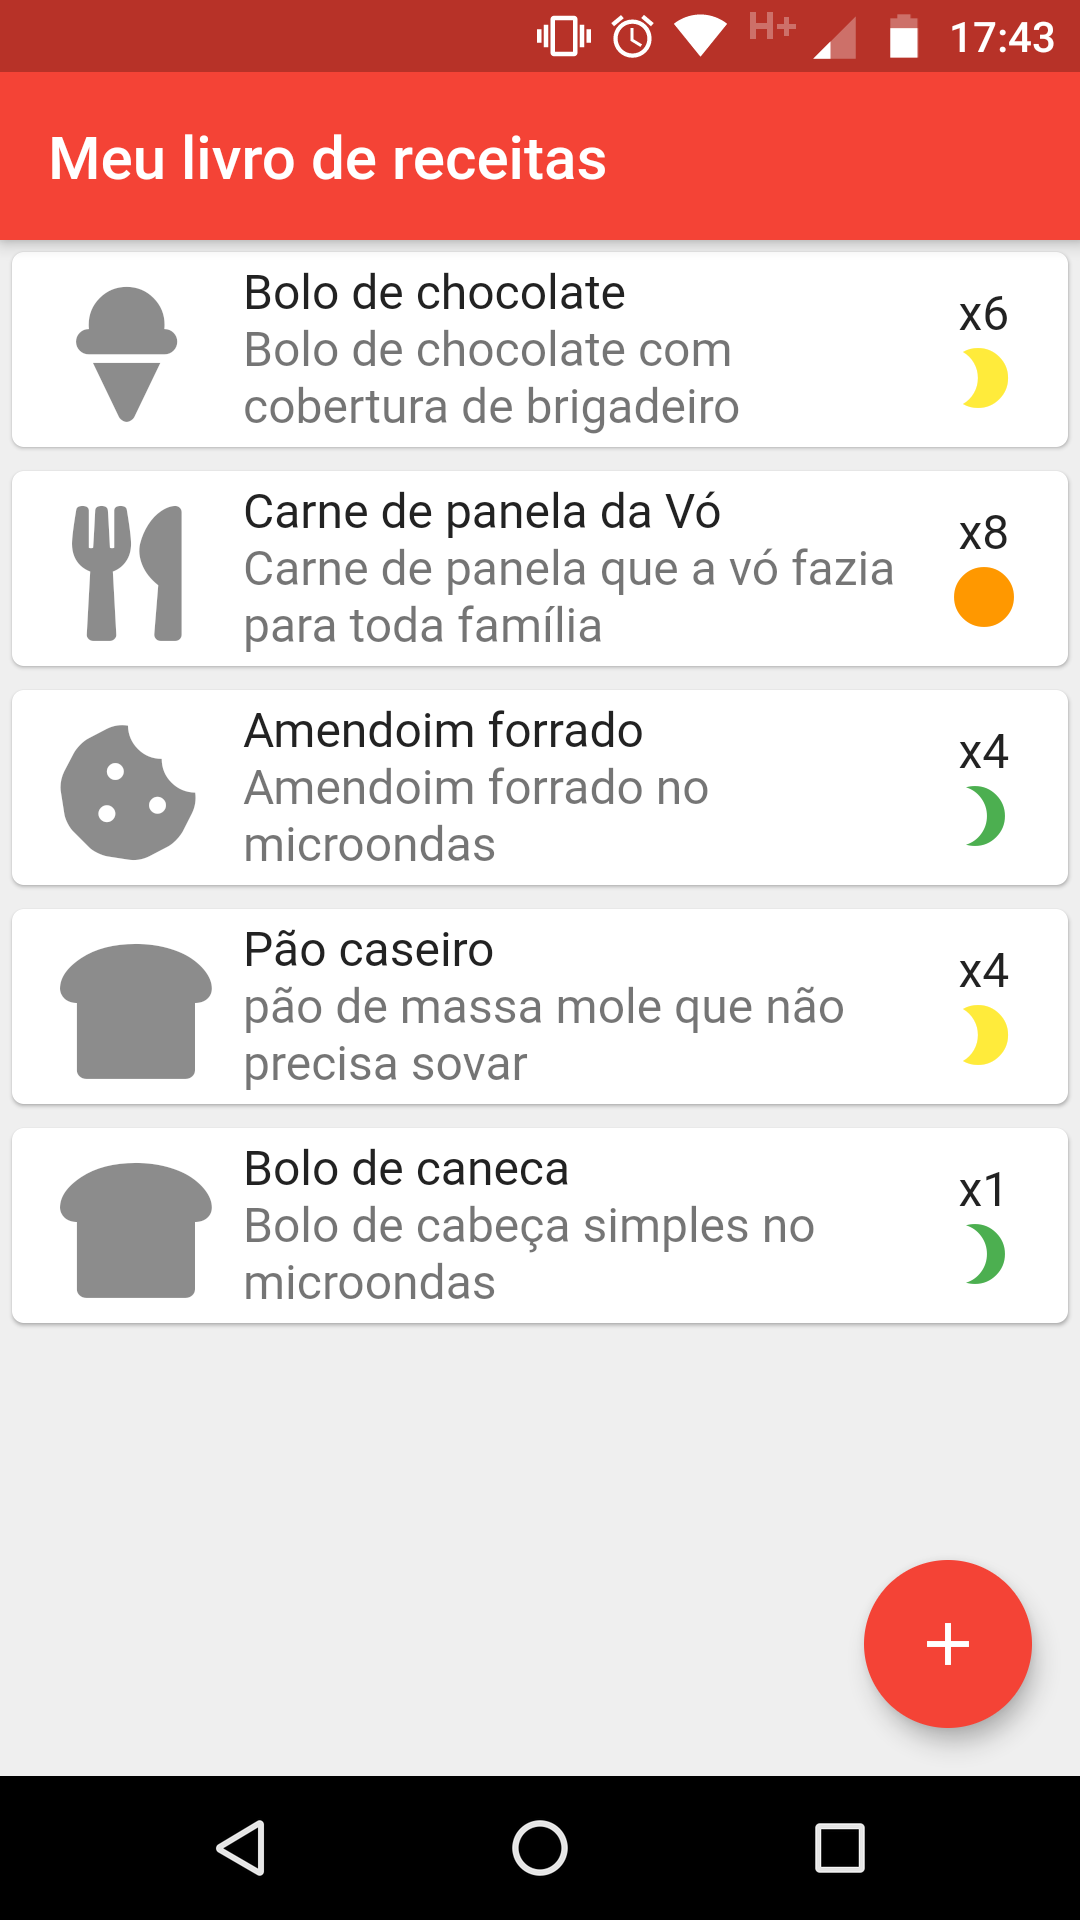 H+ 17:43
Meu livro de receitas
Bolo de chocolate
Bolo de chocolate com
cobertura de brigadeiro
x6
Carne de panela da Vó
Carne de panela que a vó fazia
para toda família
x8
Amendoim forrado
Amendoim forrado no
microondas
x4
Pão caseiro
pão de massa mole que não
precisa sovar
x4
Bolo de caneca
Bolo de cabeça simples no
microondas
x1